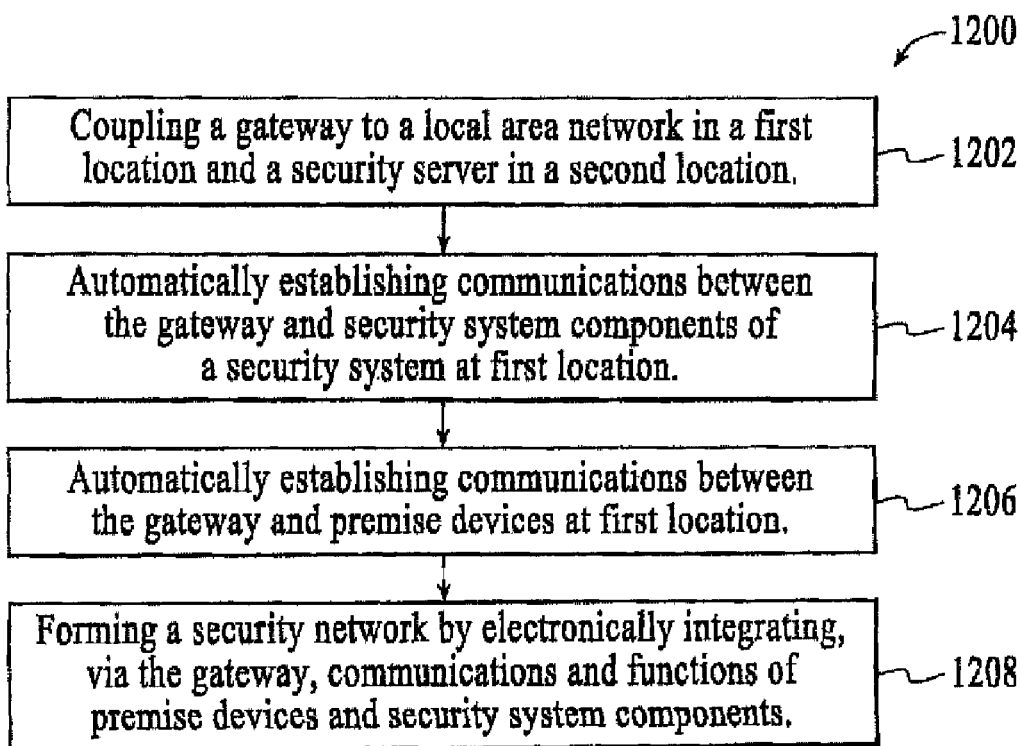 1200
Coupling a gateway to a local area network in a first
location and a security server in a second location.
1202
Automatically establishing communications between
the gateway and security system components of
a security system at first location.
1204
Automatically establishing communications between
the gateway and premise devices at first location.
1206
Forming a security network by electronically integrating,
via the gateway, communications and functions of
premise devices and security system components.
1208